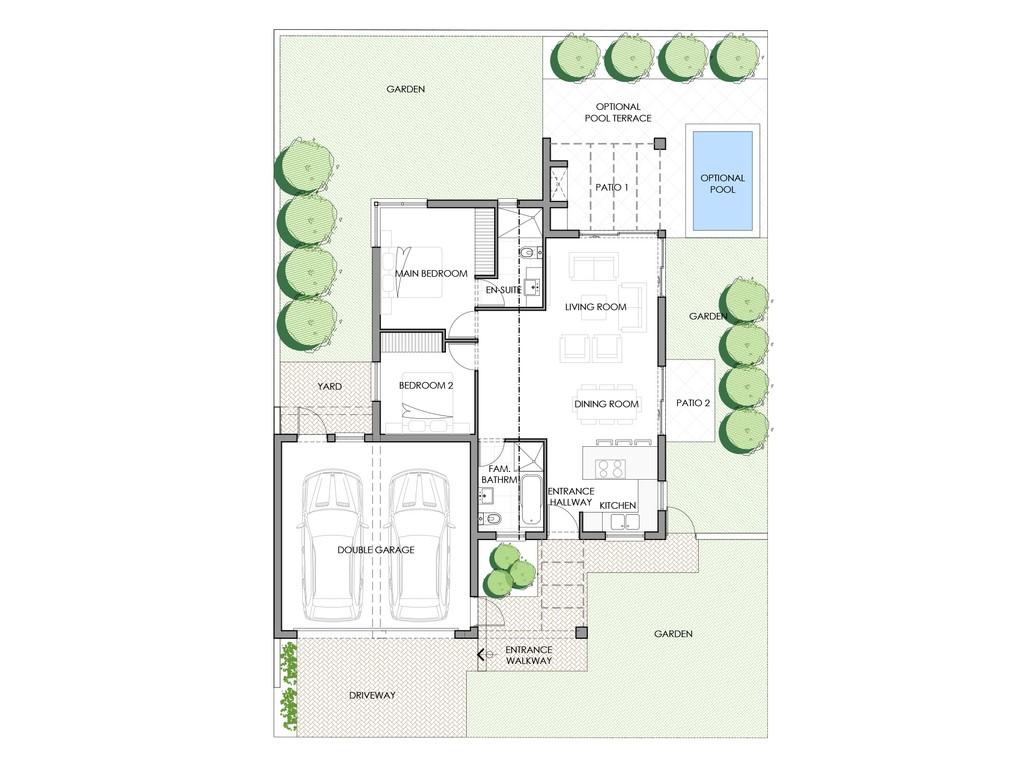 GARDEN
OPTIONAL
POOL TERRACE
OPTIONAL
POOL
PATIO 1
MAIN BEDROOM
EN-SUITE
LIVING ROOM
GARDEN
YARD
BEDROOM 2
DINING ROOM
PATIO 2
FAM.
BATHRM
ENTRANCE
HALLWAY
KITCHEN
DOUBLE GARAGE
GARDEN
ENTRANCE
WALKWAY
DRIVEWAY